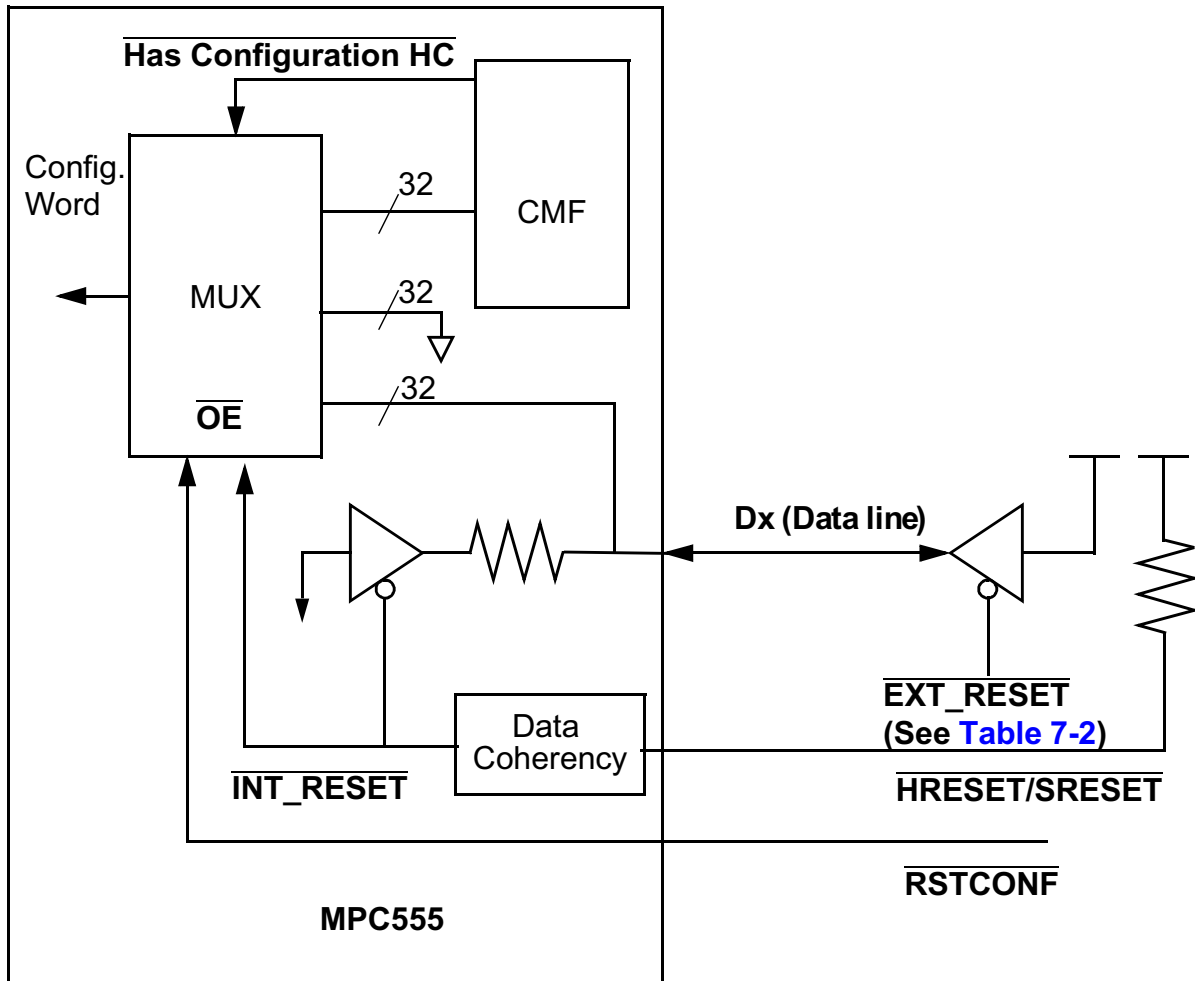 Has Configuration HC
Config.
Word
32
CMF
MUX
32
32
OE
Dx (Data line)
EXT_RESET
(See Table 7-2)
Data
Coherency
INT_RESET
HRESET/SRESET
RSTCONF
MPC555